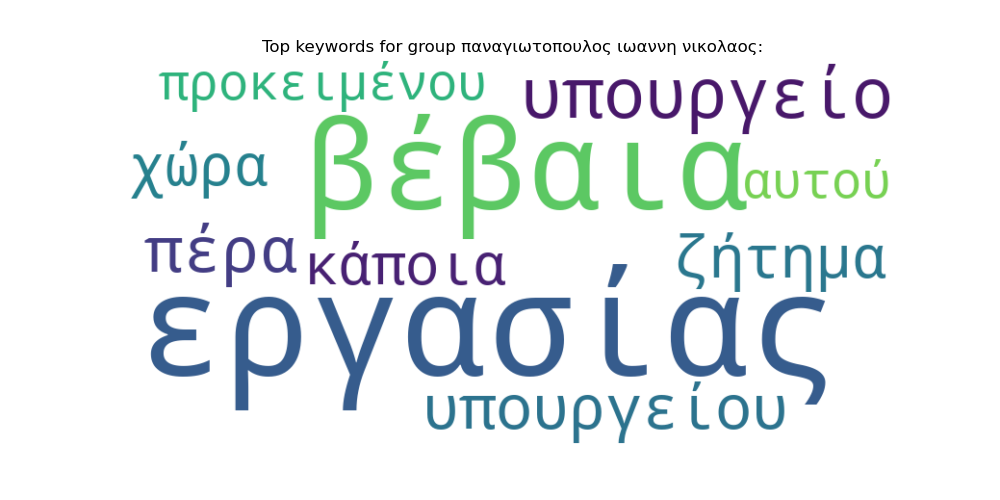 Top keywords for group παναγιωτοπουλος ιωαννη νικολαος:
προκειμένου υπουργείο
βέβαια
χώρα αυτού
πέρα κάποια ζήτημα
εργασίας
υπουργείου